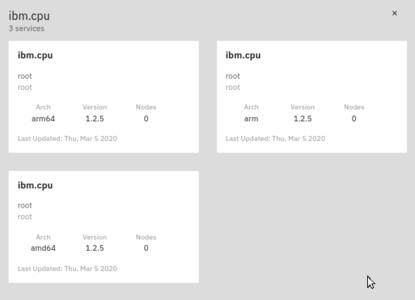 ibm.cpu
×
3 services
ibm.cpu
root
root
Arch Version Nodes
arm64 1.2.5 0
Last Updated: Thu, Mar 5 2020
ibm.cpu
root
root
Arch Version Nodes
arm 1.2.5 0
Last Updated: Thu, Mar 5 2020
ibm.cpu
root
root
Arch Version Nodes
amd64 1.2.5 0
Last Updated: Thu, Mar 5 2020